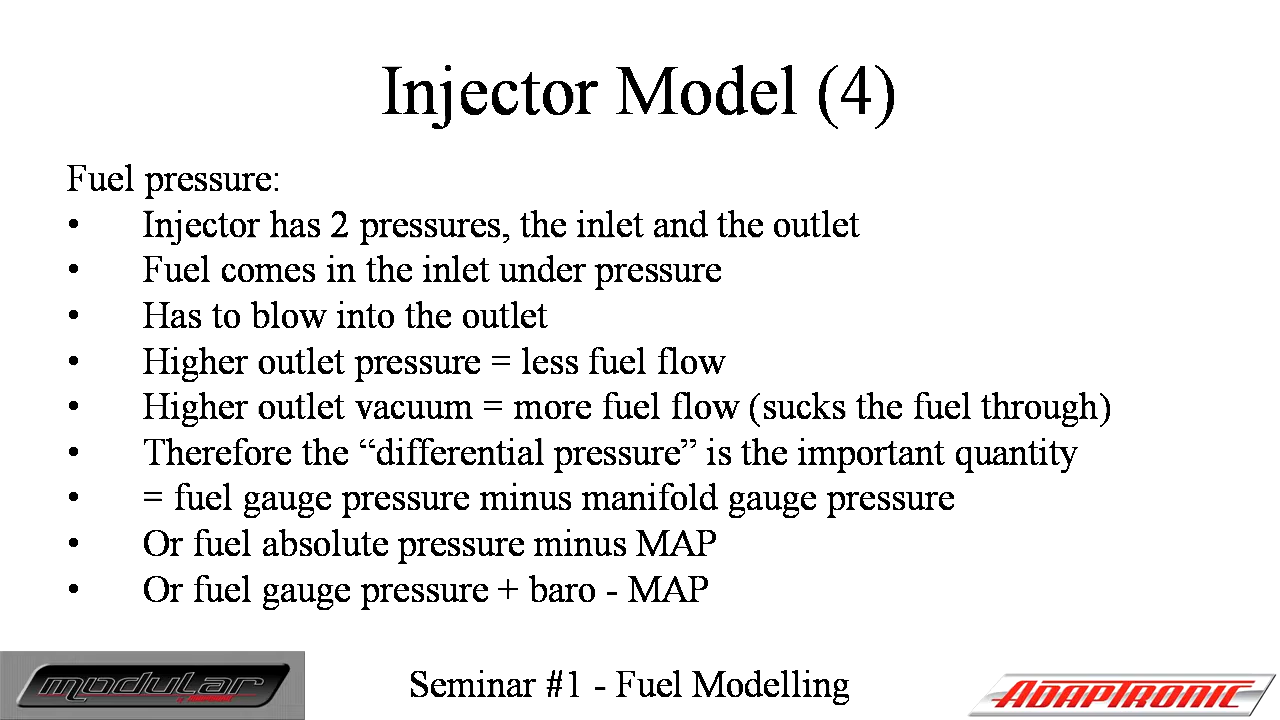 Injector Model (4)
Fuel pressure:
• Injector has 2 pressures, the inlet and the outlet
• Fuel comes in the inlet under pressure
• Has to blow into the outlet
• Higher outlet pressure = less fuel flow
• Higher outlet vacuum = more fuel flow (sucks the fuel through)
• Therefore the “differential pressure” is the important quantity
• = fuel gauge pressure minus manifold gauge pressure
• Or fuel absolute pressure minus MAP
• Or fuel gauge pressure + baro - MAP
modular
Seminar #1 - Fuel Modelling
ADAPTRONIC